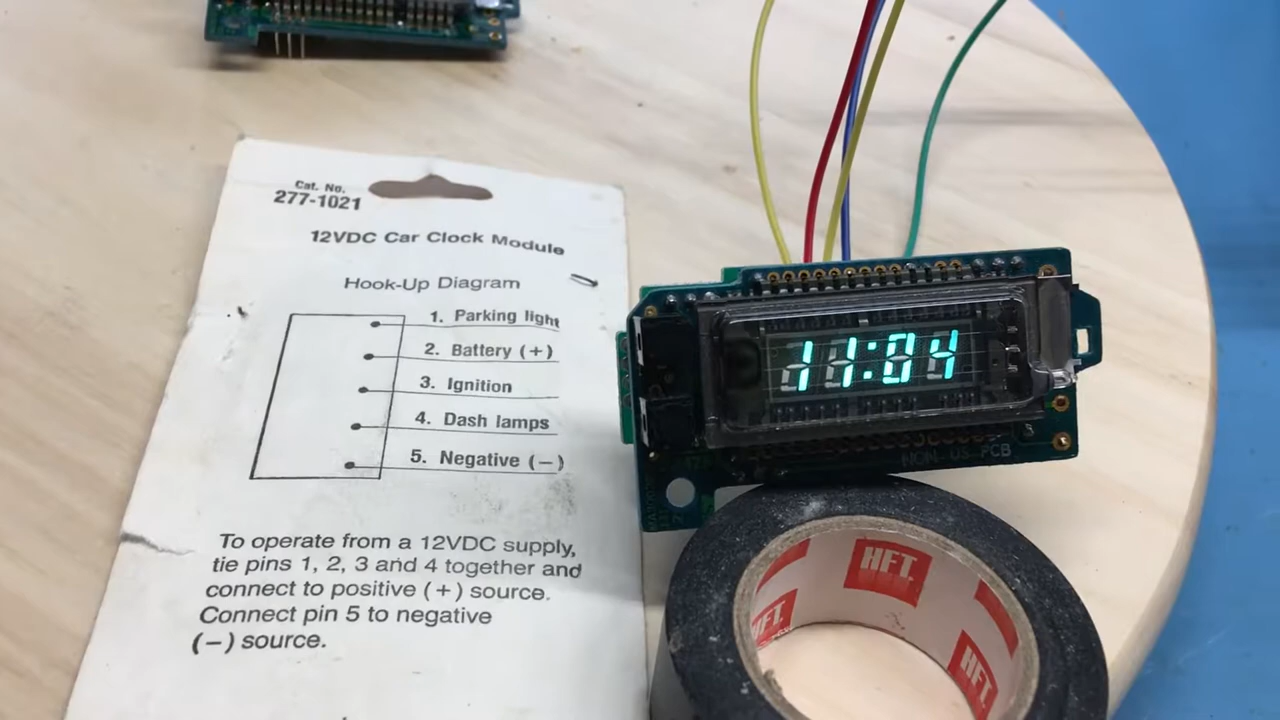 Cat. No.
277-1021
12VDC Car Clock Module
Hook-Up Diagram
1. Parking light
2. Battery (+)
3. Ignition
4. Dash lamps
5. Negative (−)
To operate from a 12VDC supply,
tie pins 1, 2, 3 and 4 together and
connect to positive (+) source.
Connect pin 5 to negative
(−) source.
11:04
NON US PCB
HFT.
HFT.
HFT.